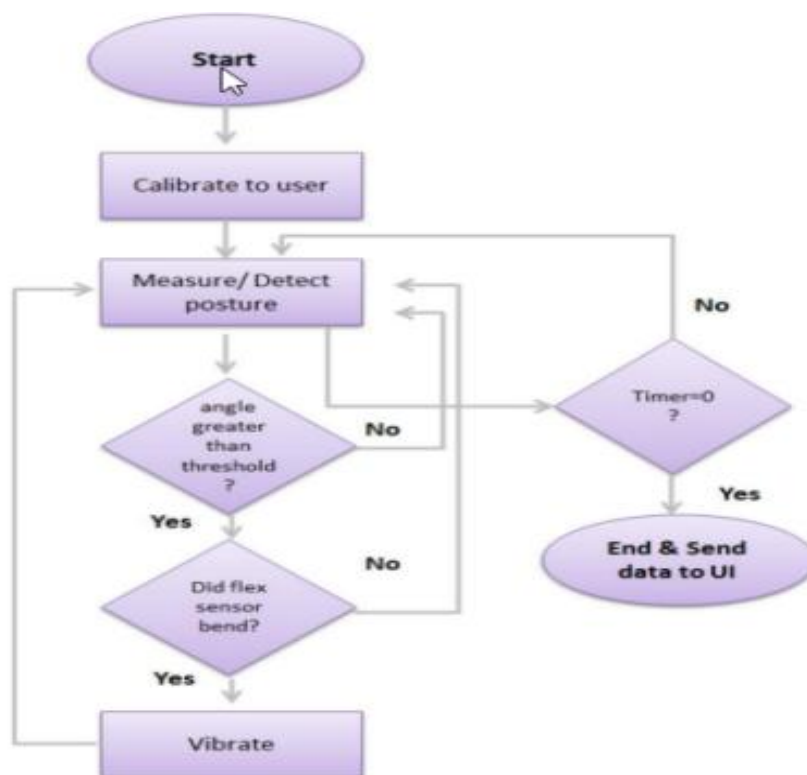 Start
Calibrate to user
Measure/ Detect
posture
No
Timer=0
?
angle
greater
than
threshold
?
No
Yes
Yes
End & Send
data to UI
Did flex
sensor
bend?
No
Yes
Vibrate